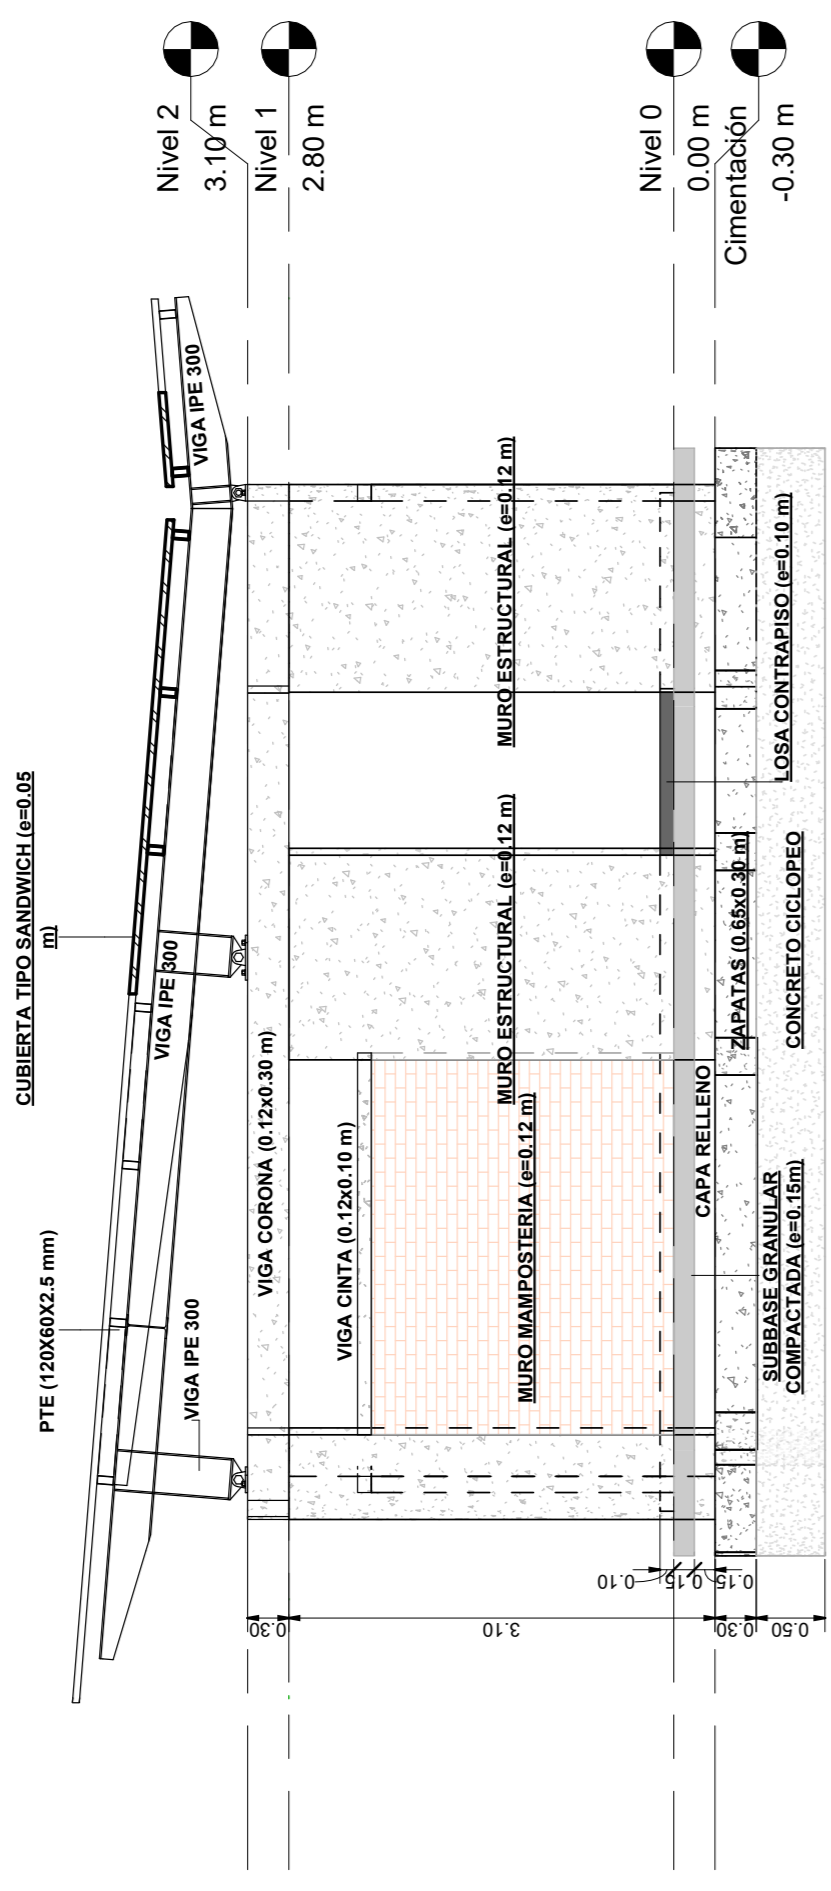 Nivel 2
3.10 m
Nivel 1
2.80 m
Nivel 0
0.00 m
Cimentación
-0.30 m
CUBIERTA TIPO SANDWICH (e=0.05
m)
PTE (120X60X2.5 mm)
VIGA IPE 300
VIGA IPE 300
VIGA IPE 300
VIGA CORONA (0.12x0.30 m)
VIGA CINTA (0.12x0.10 m)
MURO MAMPOSTERIA (e=0.12 m)
MURO ESTRUCTURAL (e=0.12 m)
MURO ESTRUCTURAL (e=0.12 m)
CAPA RELLENO
SUBBASE GRANULAR
COMPACTADA (e=0.15m)
ZAPATAS (0.65x0.30 m)
CONCRETO CICLOPEO
LOSA CONTRAPISO (e=0.10 m)
0.30
3.10
0.10
0.15
0.15
0.30
0.50